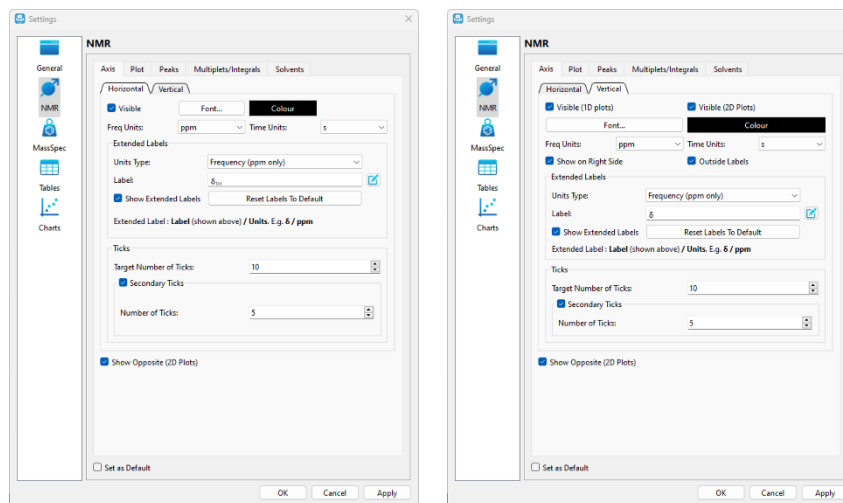 Settings
NMR
General
NMR
MassSpec
Tables
Charts
Axis Plot Peaks Multiplets/Integrals Solvents
Horizontal Vertical
Visible Font... Colour
Freq Units: ppm Time Units: s
Extended Labels
Units Type: Frequency (ppm only)
Label: δ₁H
Show Extended Labels Reset Labels To Default
Extended Label : Label (shown above) / Units. E.g. δ / ppm
Ticks
Target Number of Ticks: 10
Secondary Ticks
Number of Ticks: 5
Show Opposite (2D Plots)
Set as Default
OK Cancel Apply
Settings
NMR
General
NMR
MassSpec
Tables
Charts
Axis Plot Peaks Multiplets/Integrals Solvents
Horizontal Vertical
Visible (1D plots) Visible (2D Plots)
Font... Colour
Freq Units: ppm Time Units: s
Show on Right Side Outside Labels
Extended Labels
Units Type: Frequency (ppm only)
Label: δ
Show Extended Labels Reset Labels To Default
Extended Label : Label (shown above) / Units. E.g. δ / ppm
Ticks
Target Number of Ticks: 10
Secondary Ticks
Number of Ticks: 5
Show Opposite (2D Plots)
Set as Default
OK Cancel Apply